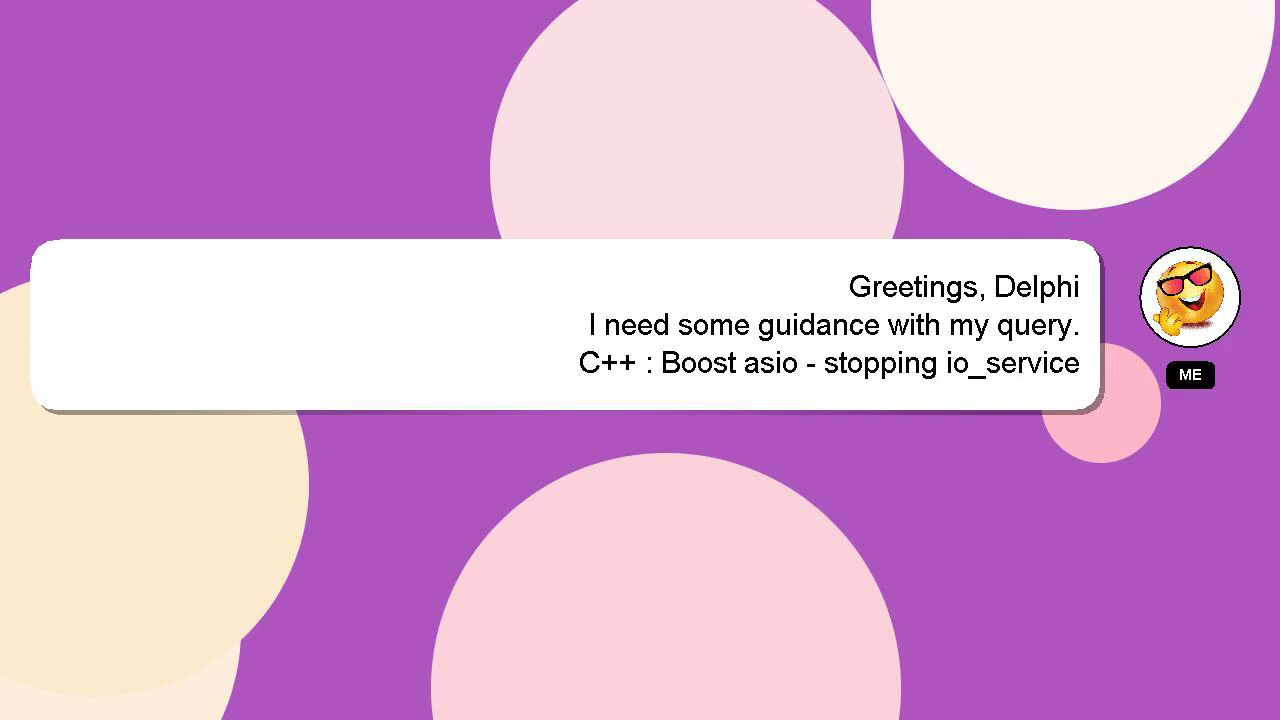 Greetings, Delphi
I need some guidance with my query.
C++ : Boost asio - stopping io_service
ME